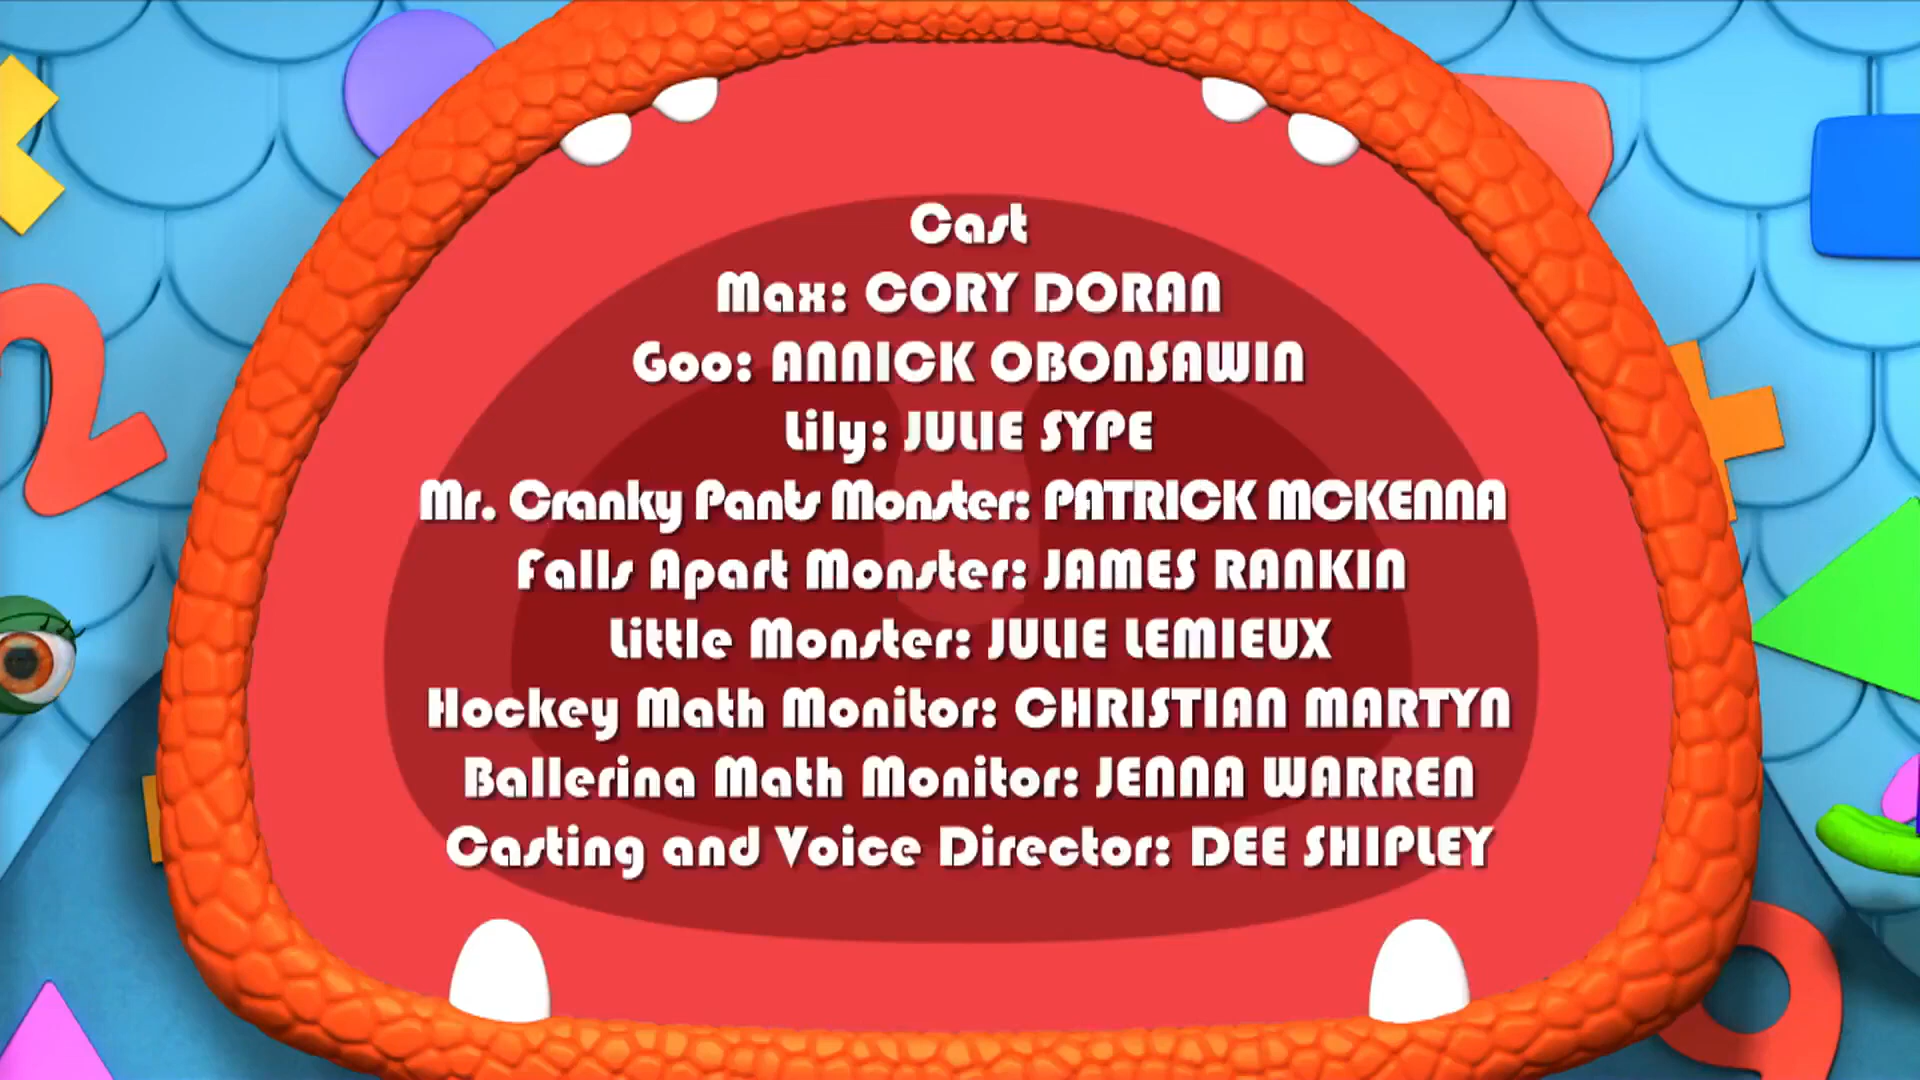 Cast
Max: CORY DORAN
Goo: ANNICK OBONSAWIN
Lily: JULIE SYPE
Mr. Cranky Pants Monster: PATRICK MCKENNA
Falls Apart Monster: JAMES RANKIN
Little Monster: JULIE LEMIEUX
Hockey Math Monitor: CHRISTIAN MARTYN
Ballerina Math Monitor: JENNA WARREN
Casting and Voice Director: DEE SHIPLEY
2
9